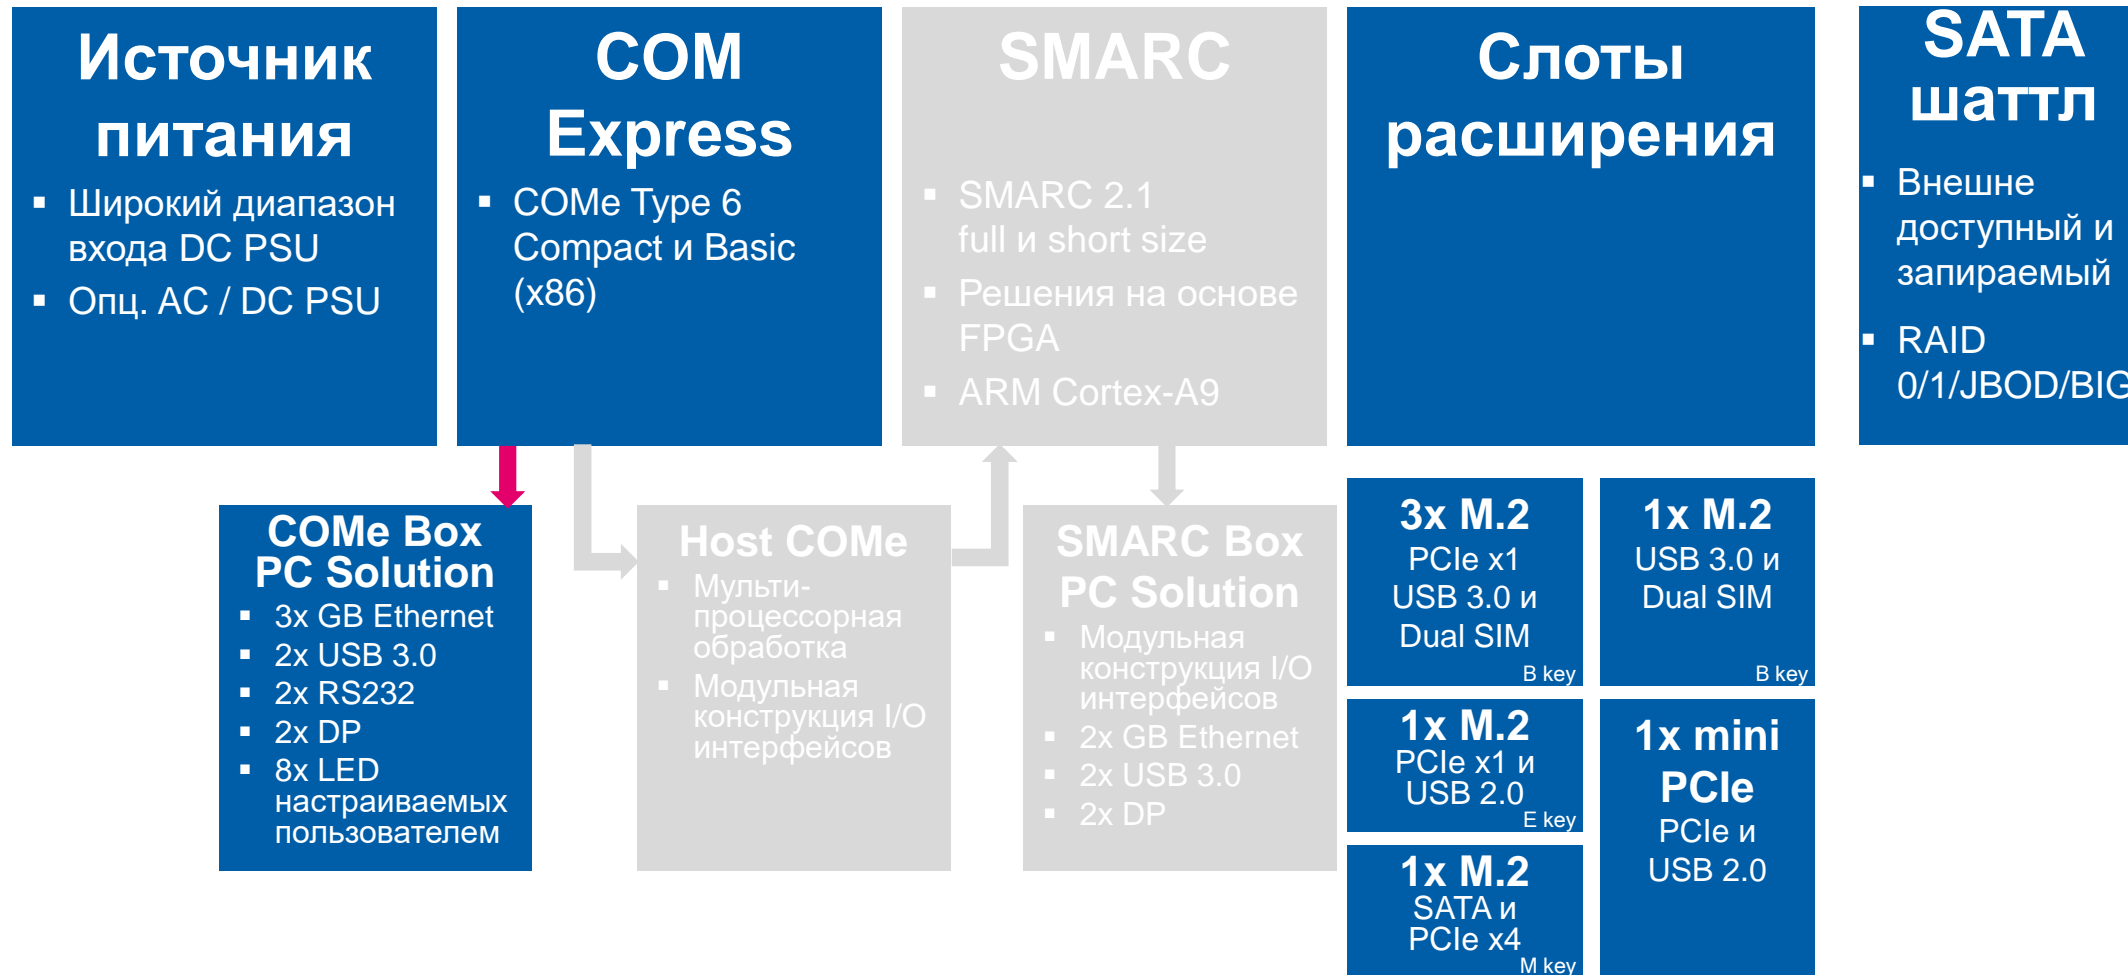 Источник
питания
▪ Широкий диапазон
входа DC PSU
▪ Опц. AC / DC PSU
COM
Express
▪ COMe Type 6
Compact и Basic
(x86)
SMARC
▪ SMARC 2.1
full и short size
▪ Решения на основе
FPGA
▪ ARM Cortex-A9
Слоты
расширения
SATA
шаттл
▪ Внешне
доступный и
запираемый
▪ RAID
0/1/JBOD/BIG
COMe Box
PC Solution
▪ 3x GB Ethernet
▪ 2x USB 3.0
▪ 2x RS232
▪ 2x DP
▪ 8x LED
настраиваемых
пользователем
Host COMe
▪ Мульти-
процессорная
обработка
▪ Модульная
конструкция I/O
интерфейсов
SMARC Box
PC Solution
▪ Модульная
конструкция I/O
интерфейсов
▪ 2x GB Ethernet
▪ 2x USB 3.0
▪ 2x DP
3x M.2
PCIe x1
USB 3.0 и
Dual SIM
B key
1x M.2
USB 3.0 и
Dual SIM
B key
1x M.2
PCIe x1 и
USB 2.0
E key
1x mini
PCIe
PCIe и
USB 2.0
1x M.2
SATA и
PCIe x4
M key